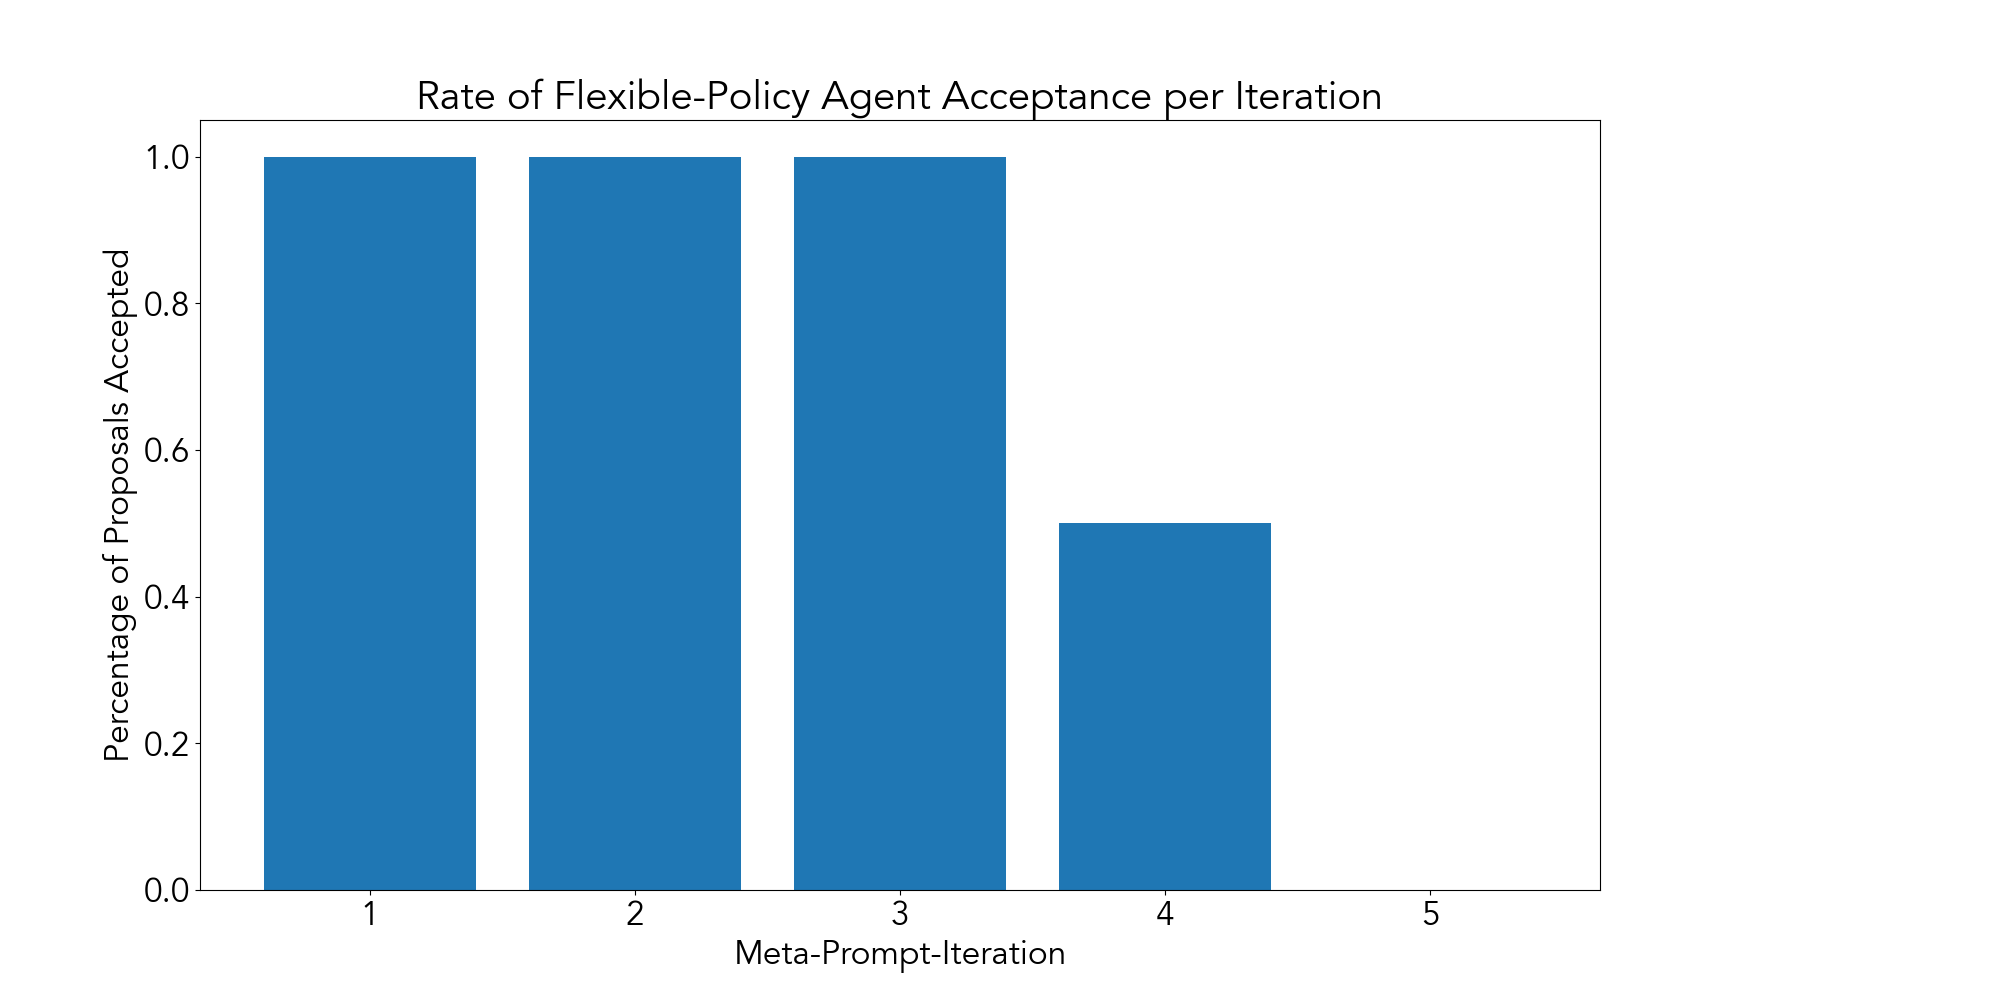 Rate of Flexible-Policy Agent Acceptance per Iteration
Percentage of Proposals Accepted
1.0
0.8
0.6
0.4
0.2
0.0
1 2 3 4 5
Meta-Prompt-Iteration